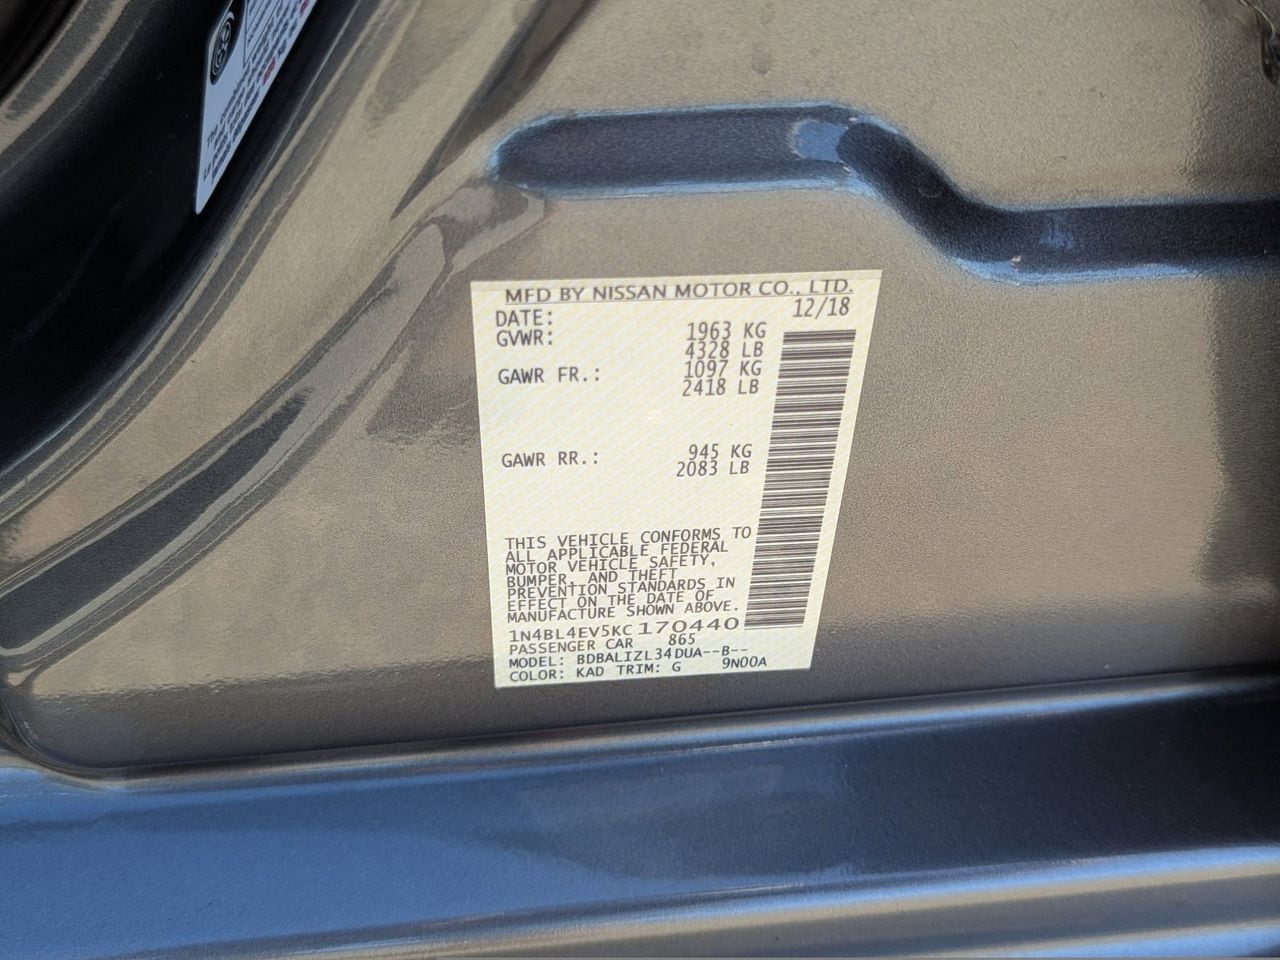 MFD BY NISSAN MOTOR CO., LTD.
DATE: 12/18
GVWR: 1963 KG
4328 LB
GAWR FR.: 1097 KG
2418 LB
GAWR RR.: 945 KG
2083 LB
THIS VEHICLE CONFORMS TO
ALL APPLICABLE FEDERAL
MOTOR VEHICLE SAFETY,
BUMPER, AND THEFT
PREVENTION STANDARDS IN
EFFECT ON THE DATE OF
MANUFACTURE SHOWN ABOVE.
1N4BL4EV5KC170440
PASSENGER CAR 865
MODEL: BDBALIZL34DUA--B--
COLOR: KAD TRIM: G 9N00A